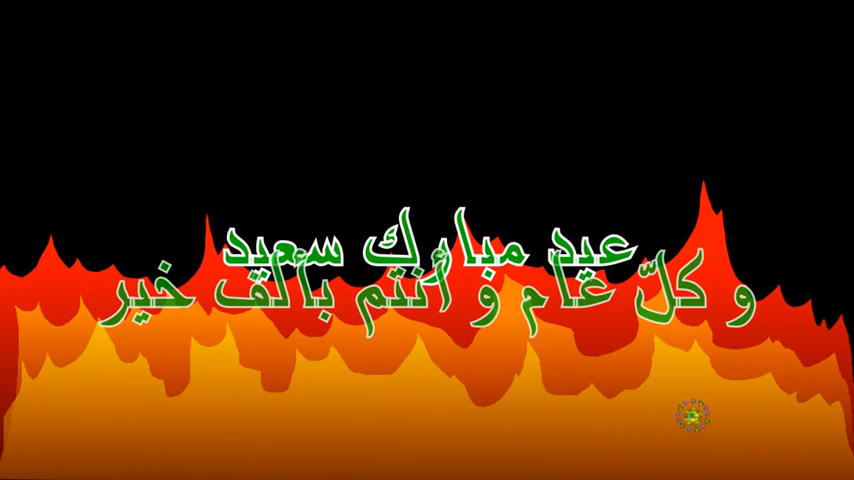 عيد مبارك سعيد
و كلّ عام و أنتم بألف خير